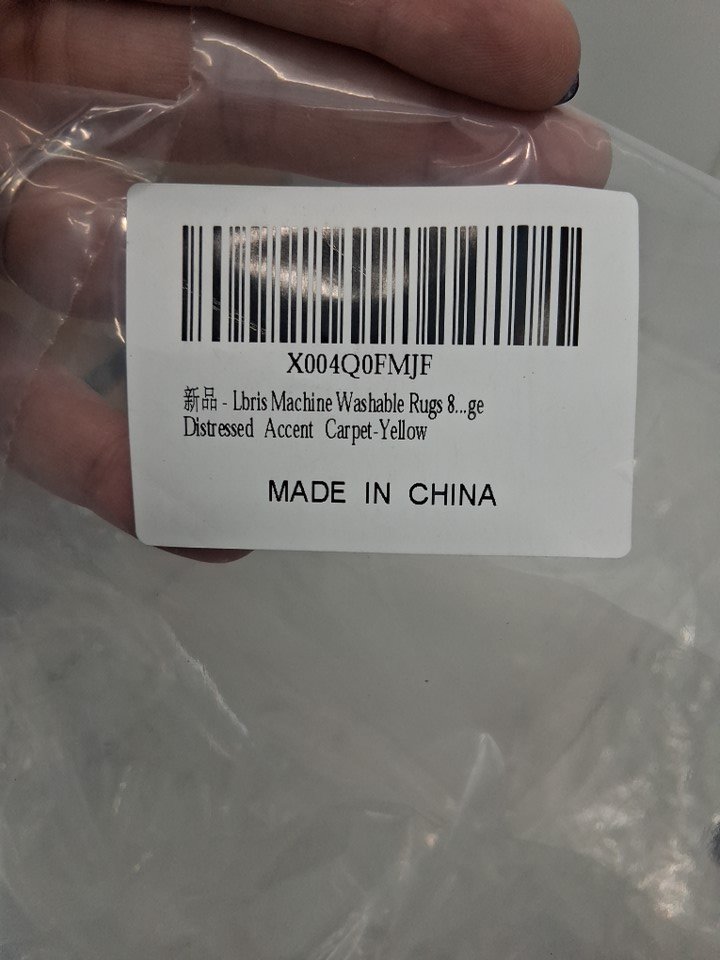 X004Q0FMJF
新品 - Lbris Machine Washable Rugs 8...ge
Distressed Accent Carpet-Yellow
MADE IN CHINA